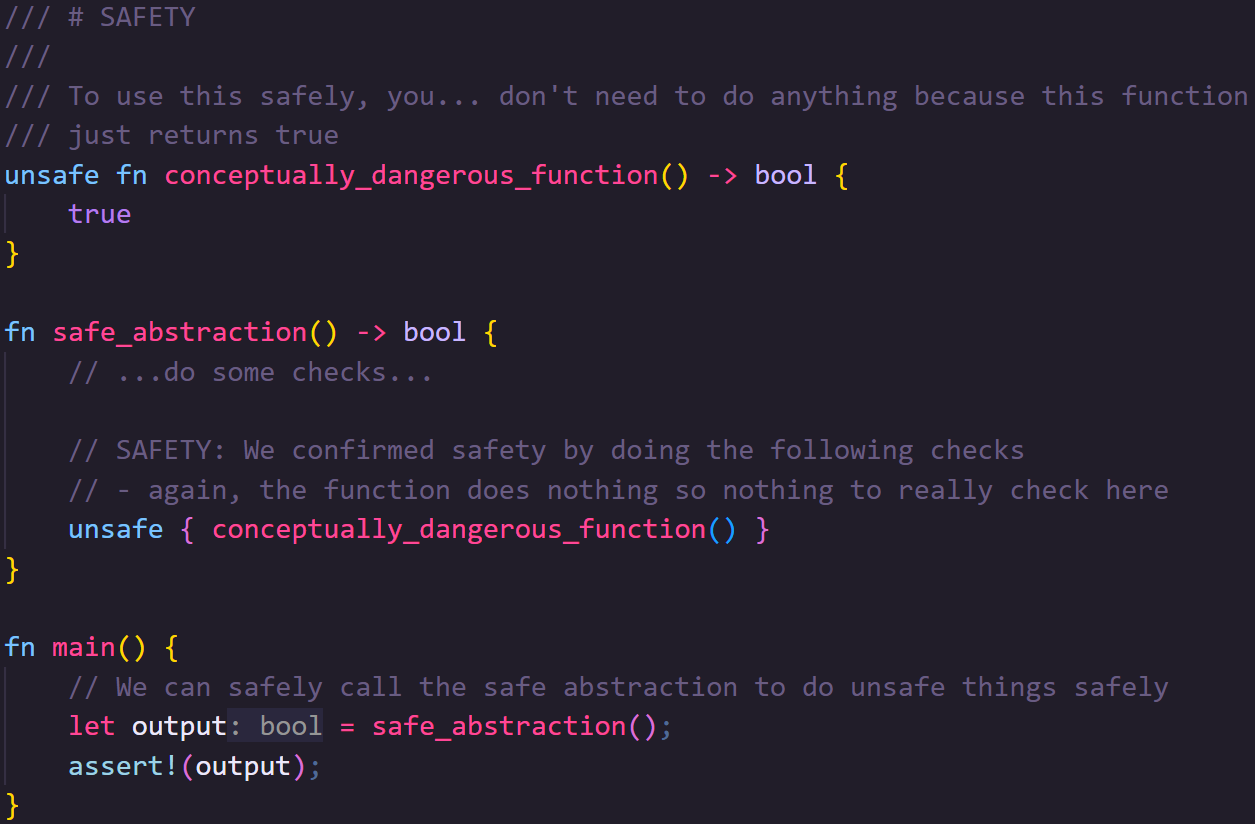 /// # SAFETY
///
/// To use this safely, you... don't need to do anything because this function
/// just returns true
unsafe fn conceptually_dangerous_function() -> bool {
    true
}

fn safe_abstraction() -> bool {
    // ...do some checks...

    // SAFETY: We confirmed safety by doing the following checks
    // - again, the function does nothing so nothing to really check here
    unsafe { conceptually_dangerous_function() }
}

fn main() {
    // We can safely call the safe abstraction to do unsafe things safely
    let output: bool = safe_abstraction();
    assert!(output);
}